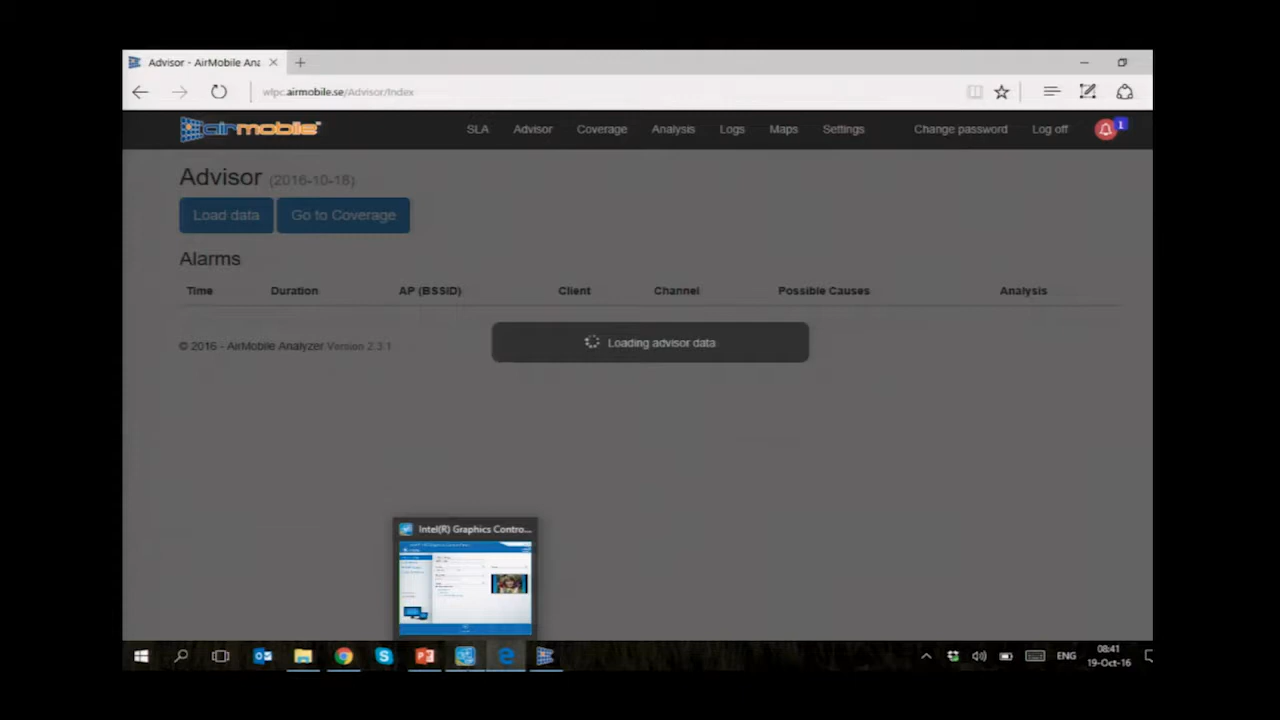 Advisor - AirMobile Ana
wlpc.airmobile.se/Advisor/Index
airmobile
SLA Advisor Coverage Analysis Logs Maps Settings Change password Log off 1
Advisor (2016-10-18)
Load data Go to Coverage
Alarms
Time Duration AP (BSSID) Client Channel Possible Causes Analysis
Loading advisor data
© 2016 - AirMobile Analyzer Version 2.3.1
Intel(R) Graphics Contro...
ENG
08:41
19-Oct-16